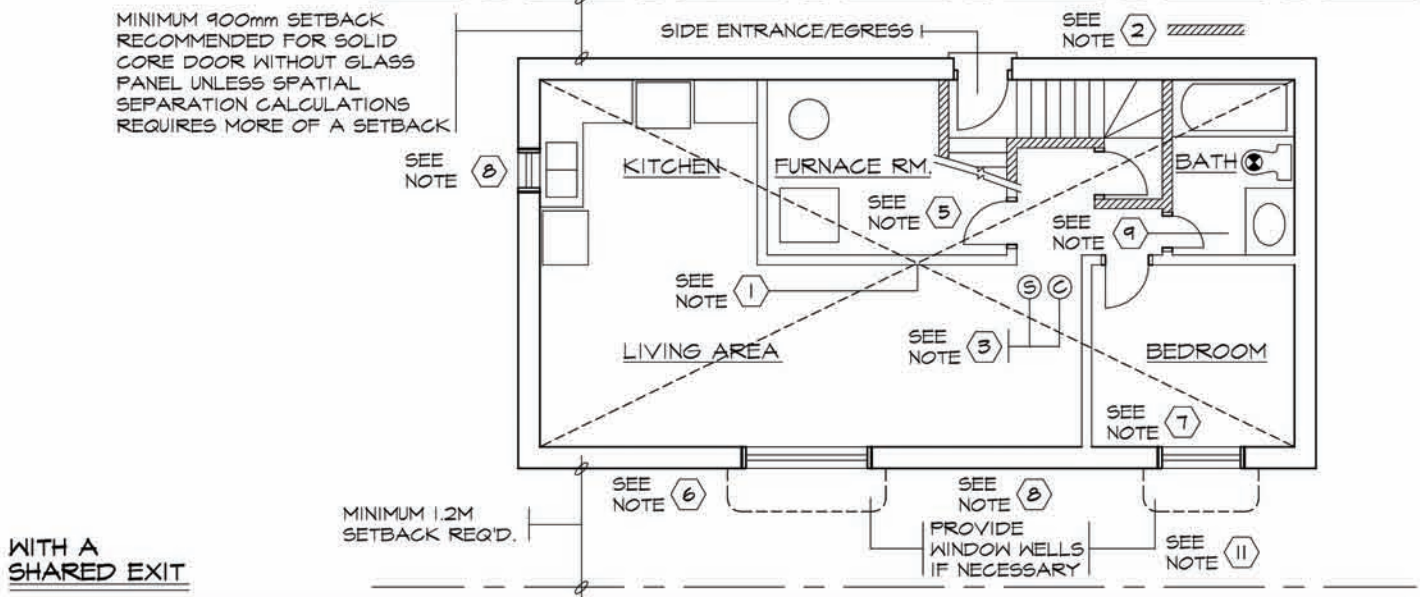 MINIMUM 900mm SETBACK
RECOMMENDED FOR SOLID
CORE DOOR WITHOUT GLASS
PANEL UNLESS SPATIAL
SEPARATION CALCULATIONS
REQUIRES MORE OF A SETBACK
SIDE ENTRANCE/EGRESS
SEE
NOTE 2
SEE
NOTE 8
KITCHEN
FURNACE RM.
BATH
SEE
NOTE 5
SEE
NOTE 9
SEE
NOTE 1
S C
SEE
NOTE 3
LIVING AREA
BEDROOM
SEE
NOTE 7
SEE
NOTE 6
SEE
NOTE 8
MINIMUM 1.2M
SETBACK REQ'D.
PROVIDE
WINDOW WELLS
IF NECESSARY
SEE
NOTE 11
WITH A
SHARED EXIT